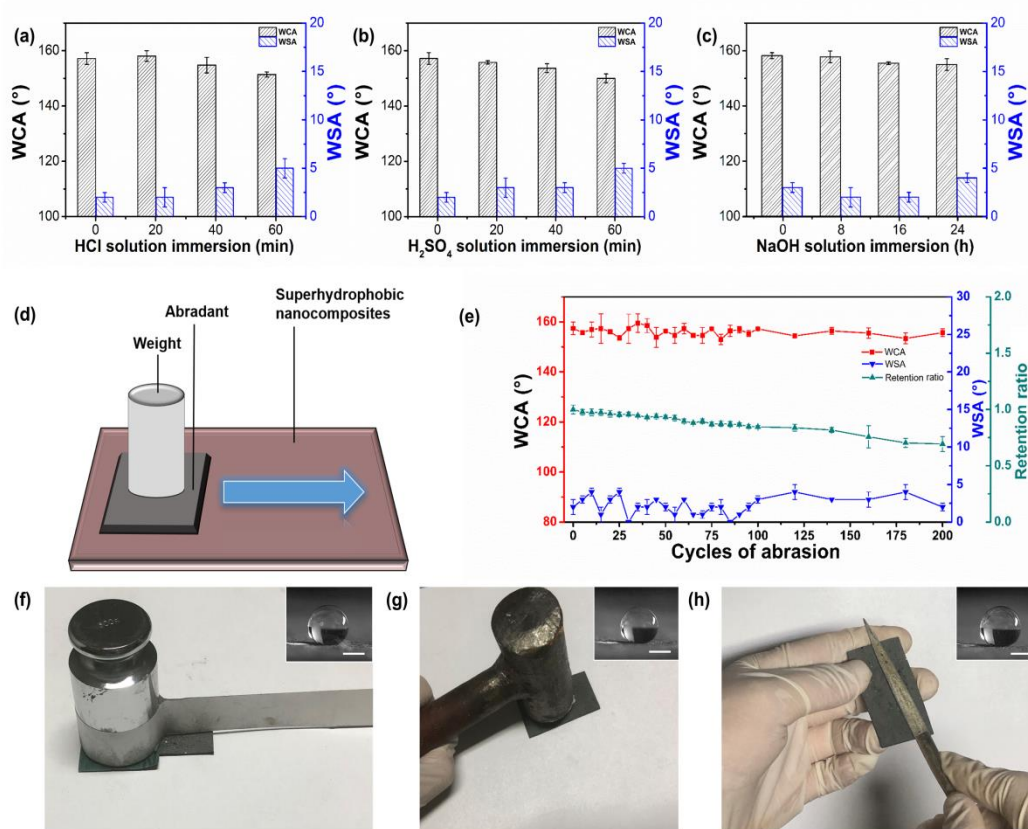 (a)
WCA
WSA
WCA (°)
160
140
120
100
WSA (°)
20
15
10
5
0
0 20 40 60
HCl solution immersion (min)
(b)
WCA
WSA
WCA (°)
160
140
120
100
WSA (°)
20
15
10
5
0
0 20 40 60
H₂SO₄ solution immersion (min)
(c)
WCA
WSA
WCA (°)
160
140
120
100
WSA (°)
20
15
10
5
0
0 8 16 24
NaOH solution immersion (h)
(d)
Superhydrophobic
nanocomposites
Abradant
Weight
(e)
WCA (°)
160
140
120
100
80
WCA
WSA
Retention ratio
WSA (°)
30
25
20
15
10
5
0
Retention ratio
2.0
1.5
1.0
0.5
0.0
0 25 50 75 100 125 150 175 200
Cycles of abrasion
(f)
(g)
(h)